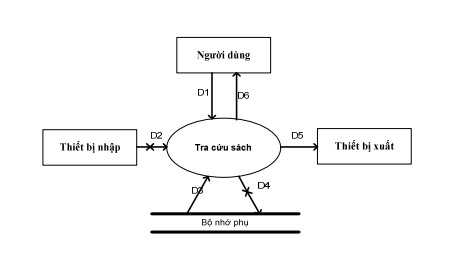 Người dùng
D1
D6
Thiết bị nhập
D2
Tra cứu sách
D5
Thiết bị xuất
D3
D4
Bộ nhớ phụ